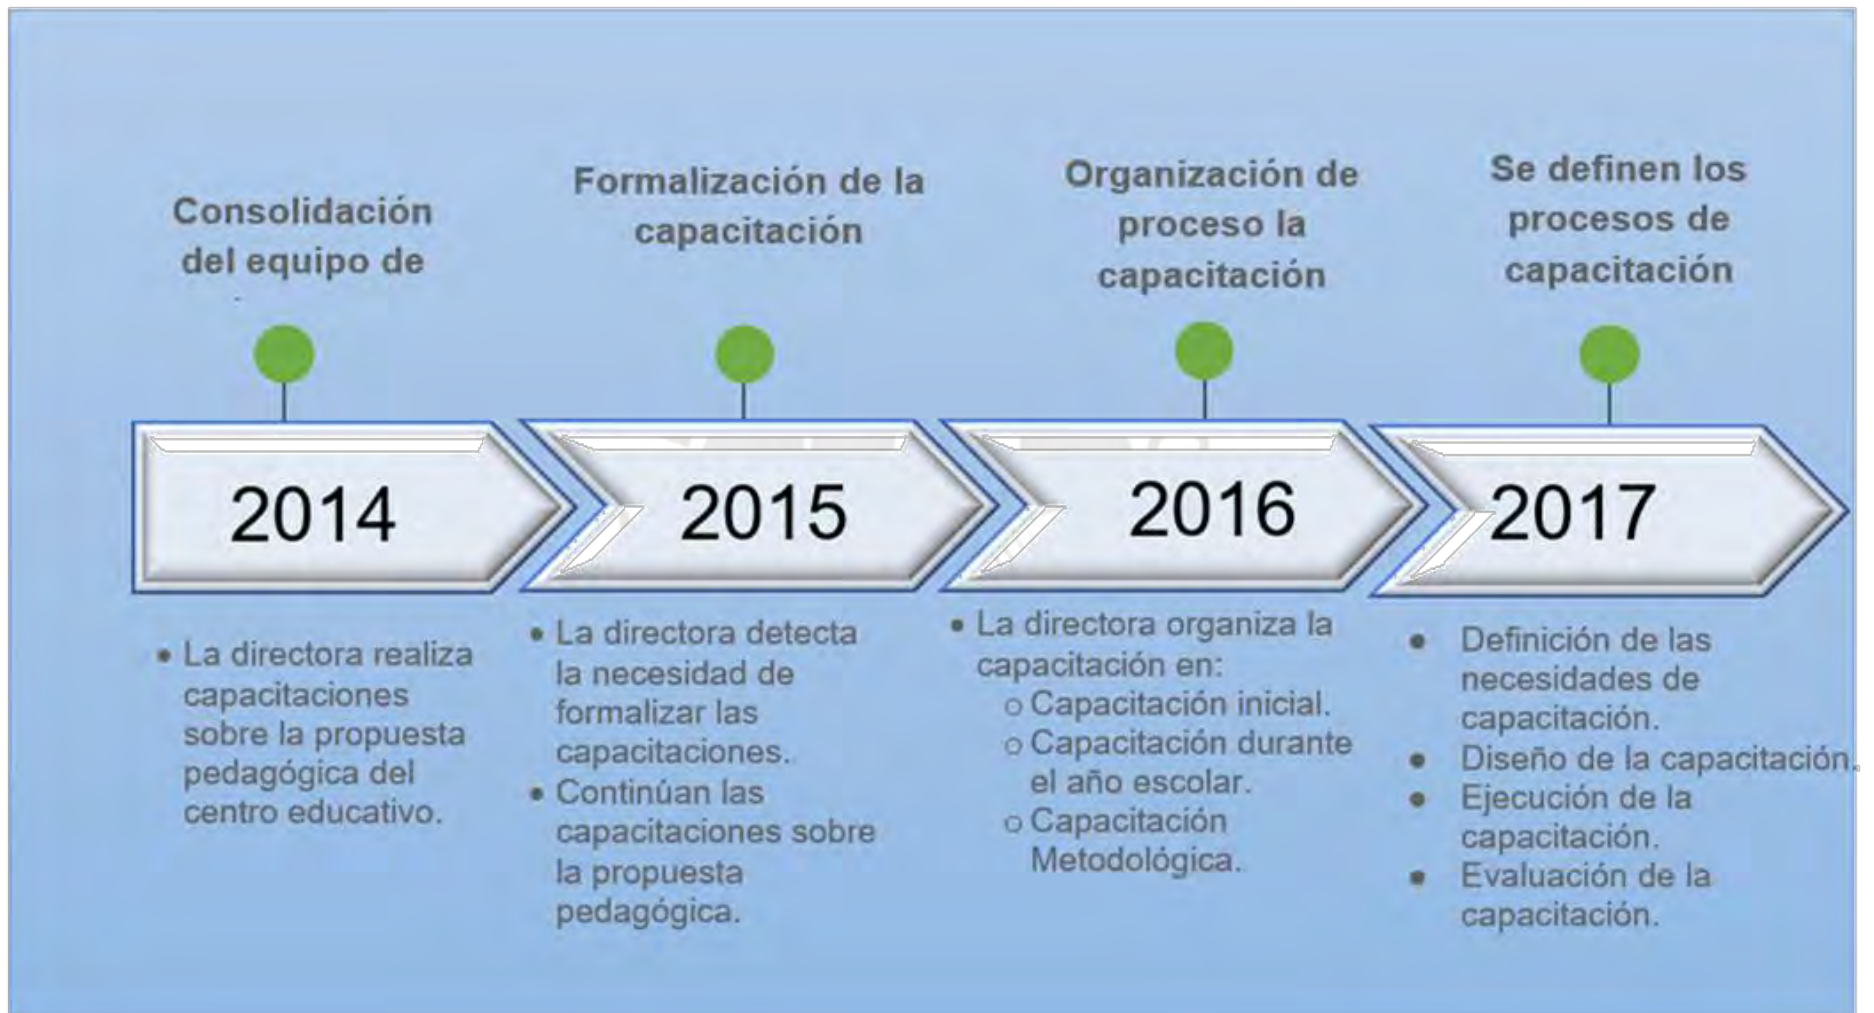 Consolidación
del equipo de
Formalización de la
capacitación
Organización de
proceso la
capacitación
Se definen los
procesos de
capacitación
2014
2015
2016
2017
• La directora realiza
capacitaciones
sobre la propuesta
pedagógica del
centro educativo.
• La directora detecta
la necesidad de
formalizar las
capacitaciones.
• Continúan las
capacitaciones sobre
la propuesta
pedagógica.
• La directora organiza la
capacitación en:
o Capacitación inicial.
o Capacitación durante
el año escolar.
o Capacitación
Metodológica.
• Definición de las
necesidades de
capacitación.
• Diseño de la capacitación.
• Ejecución de la
capacitación.
• Evaluación de la
capacitación.